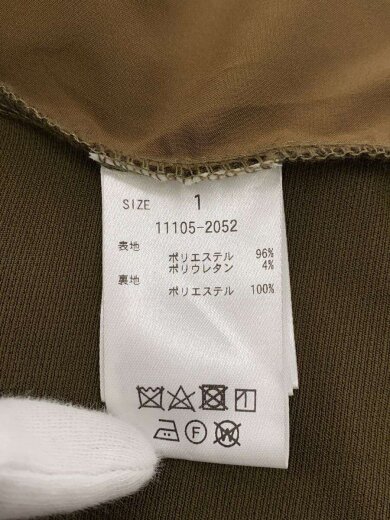 SIZE 1
11105-2052
表地
ポリエステル 96%
ポリウレタン 4%
裏地
ポリエステル 100%
F W